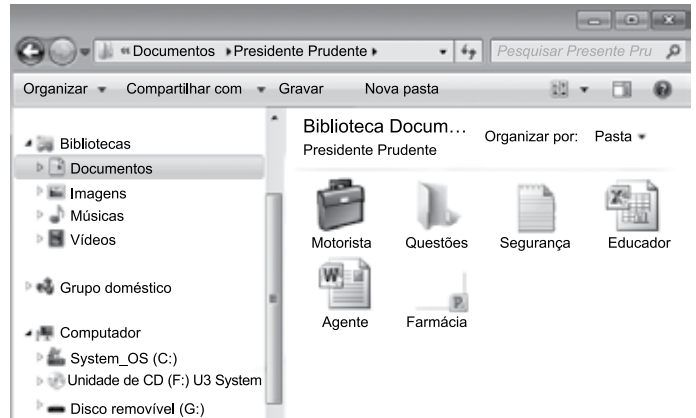 « Documentos ▸ Presidente Prudente ▸
Pesquisar Presente Pru
Organizar Compartilhar com Gravar Nova pasta
Bibliotecas
Documentos
Imagens
Músicas
Vídeos
Grupo doméstico
Computador
System_OS (C:)
Unidade de CD (F:) U3 System
Disco removível (G:)
Biblioteca Docum...
Presidente Prudente
Organizar por: Pasta
Motorista Questões Segurança Educador
Agente Farmácia